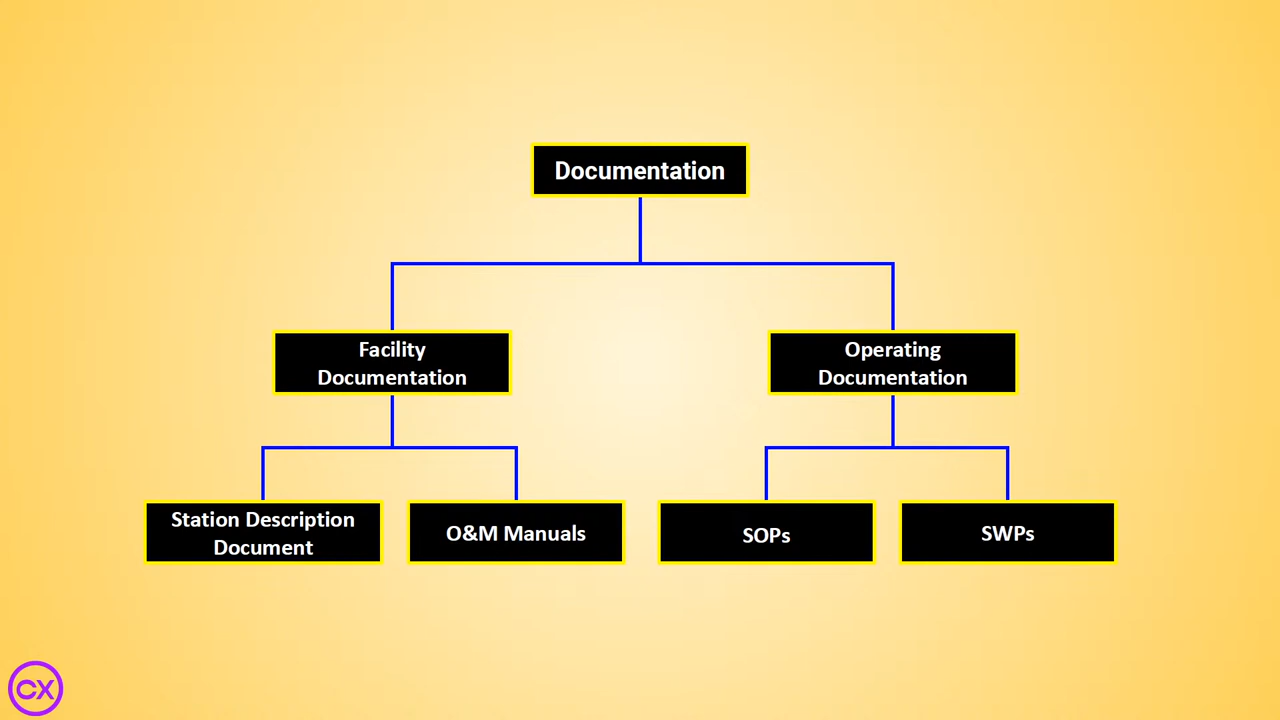 Documentation
Facility
Documentation
Operating
Documentation
Station Description
Document
O&M Manuals
SOPs
SWPs
CX